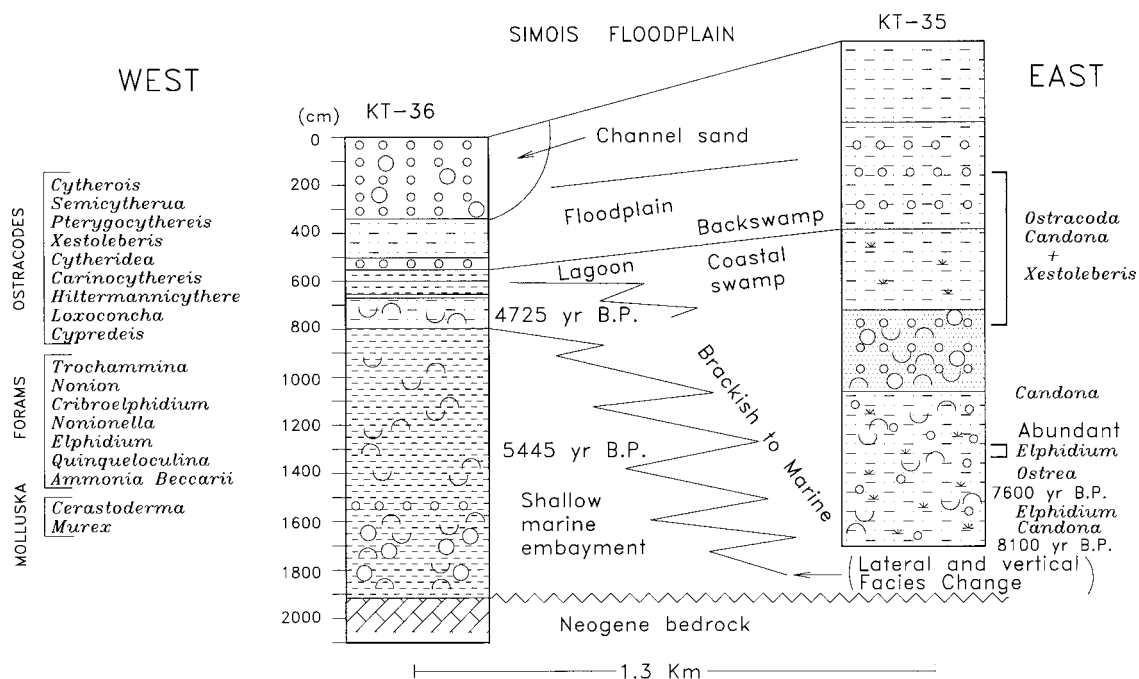 SIMOIS FLOODPLAIN
KT-35
WEST
EAST
KT-36
(cm)
0
200
400
600
800
1000
1200
1400
1600
1800
2000
OSTRACODES
Cytherois
Semicytherua
Pterygocythereis
Xestoleberis
Cytheridea
Carinocythereis
Hiltermannicythere
Loxoconcha
Cypredeis
FORAMS
Trochammina
Nonion
Cribroelphidium
Nonionella
Elphidium
Quinqueloculina
Ammonia Beccarii
MOLLUSKA
Cerastoderma
Murex
Channel sand
Floodplain
Backswamp
Lagoon
Coastal
swamp
4725 yr B.P.
Brackish to Marine
5445 yr B.P.
Shallow
marine
embayment
(Lateral and vertical
Facies Change)
Neogene bedrock
1.3 Km
Ostracoda
Candona
+
Xestoleberis
Candona
Abundant
Elphidium
Ostrea
7600 yr B.P.
Elphidium
Candona
8100 yr B.P.